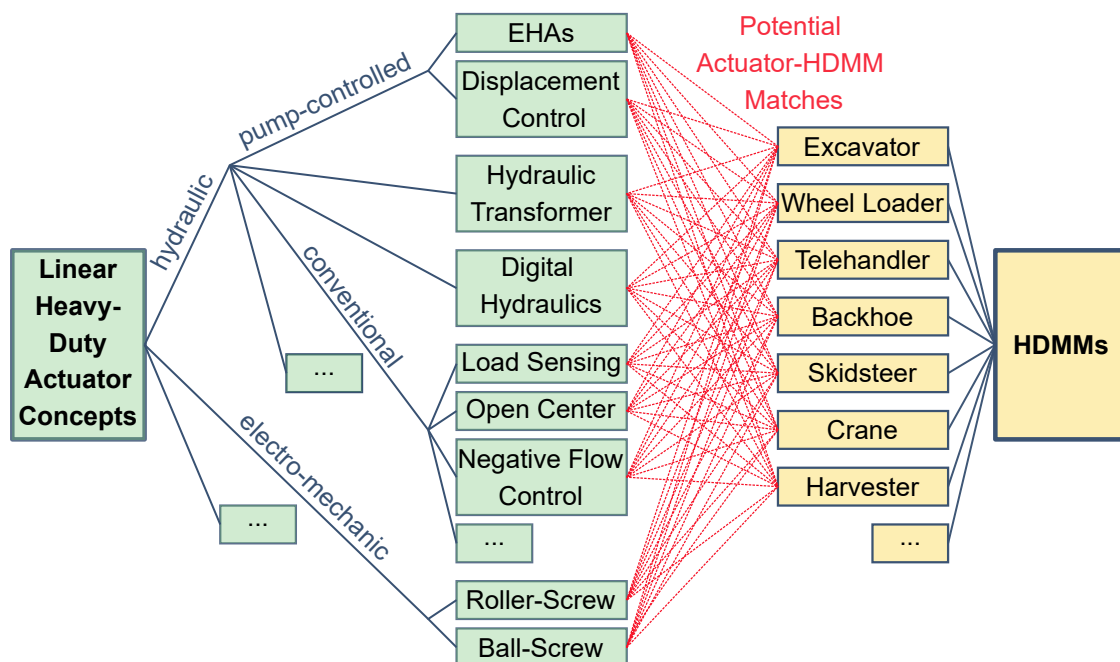 Linear
Heavy-
Duty
Actuator
Concepts
hydraulic
pump-controlled
conventional
electro-mechanic
...
...
EHAs
Displacement
Control
Hydraulic
Transformer
Digital
Hydraulics
Load Sensing
Open Center
Negative Flow
Control
...
Roller-Screw
Ball-Screw
Potential
Actuator-HDMM
Matches
Excavator
Wheel Loader
Telehandler
Backhoe
Skidsteer
Crane
Harvester
...
HDMMs